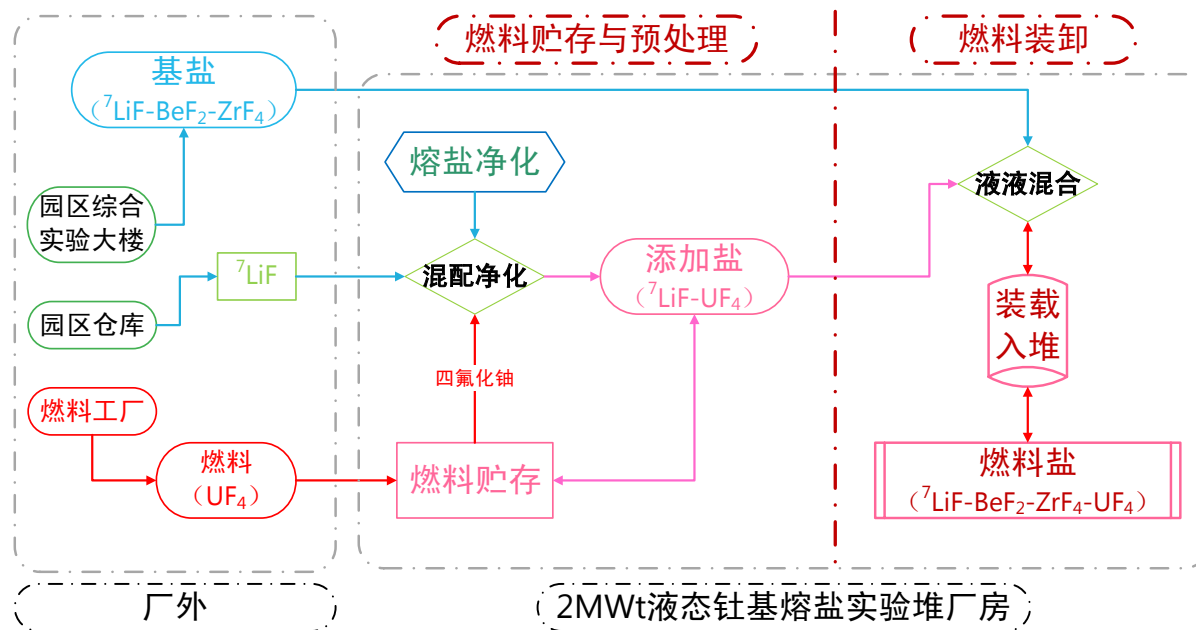 燃料贮存与预处理
燃料装卸
基盐
（⁷LiF-BeF₂-ZrF₄）
园区综合
实验大楼
⁷LiF
园区仓库
燃料工厂
燃料
（UF₄）
熔盐净化
混配净化
四氟化铀
燃料贮存
添加盐
（⁷LiF-UF₄）
液液混合
装载
入堆
燃料盐
（⁷LiF-BeF₂-ZrF₄-UF₄）
厂外
2MWt液态钍基熔盐实验堆厂房